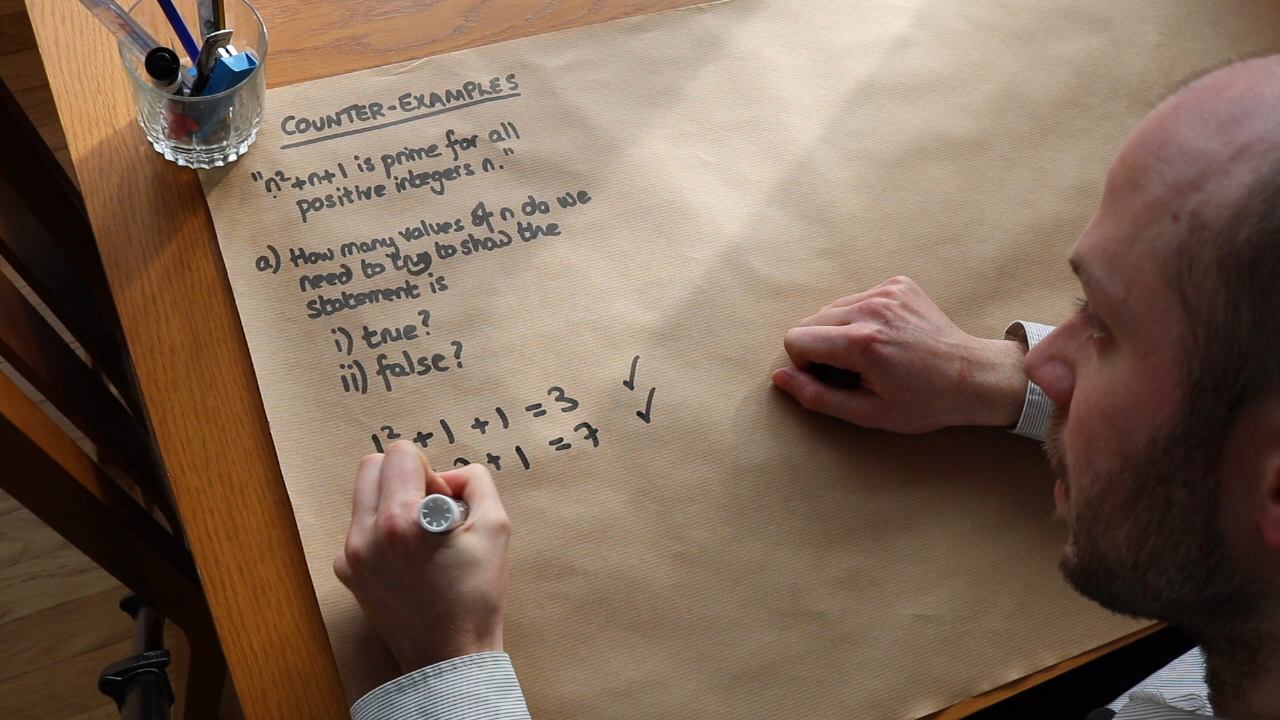 COUNTER-EXAMPLES
"n²+n+1 is prime for all
positive integers n."
a) How many values of n do we
need to try to show the
statement is
i) true?
ii) false?
1² + 1 + 1 = 3 ✓
+ 1 = 7 ✓